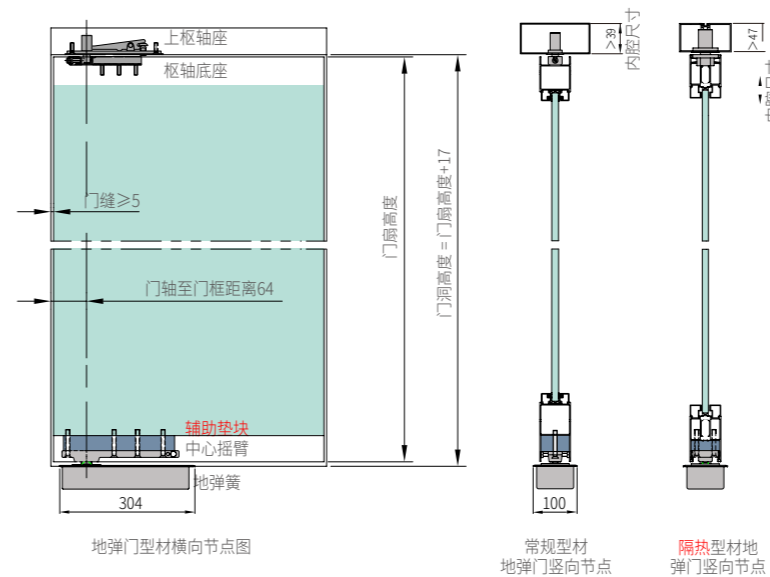 上枢轴座
枢轴底座
门缝≥5
门轴至门框距离64
门扇高度
门洞高度 = 门扇高度+17
辅助垫块
中心摇臂
地弹簧
304
地弹门型材横向节点图
>39
内腔尺寸
100
常规型材
地弹门竖向节点
>47
隔热型材地
弹门竖向节点